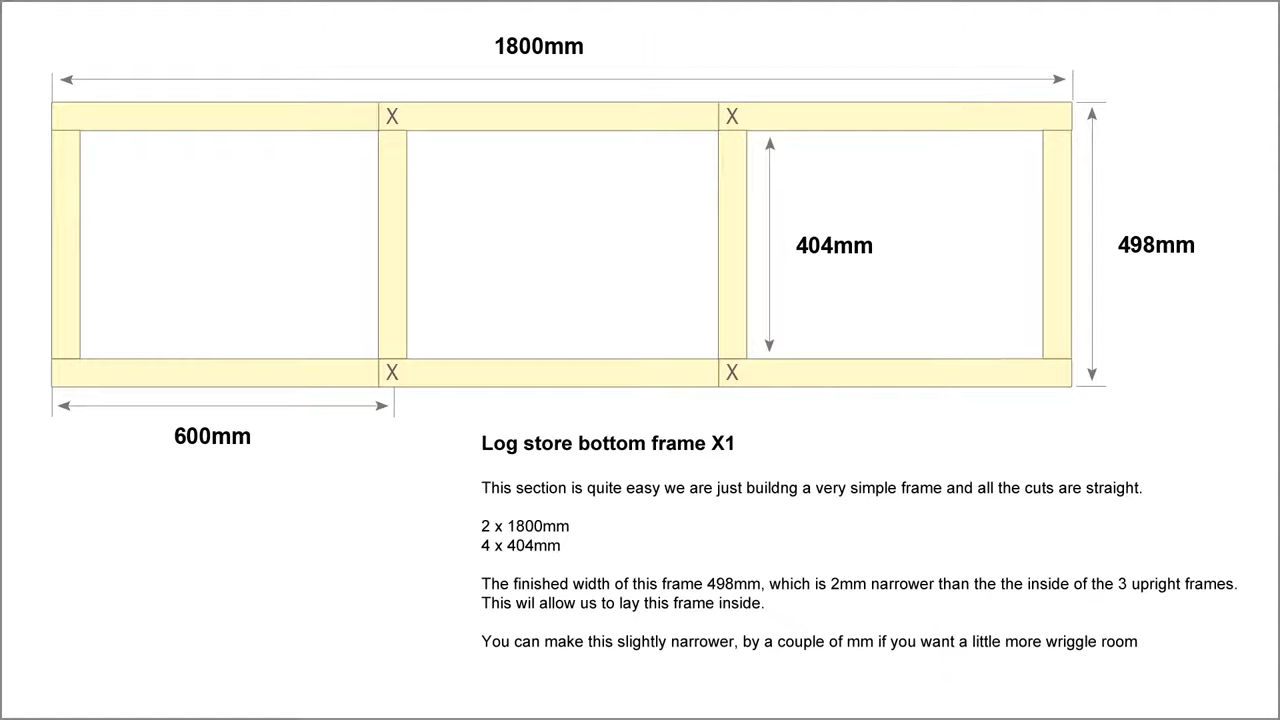 1800mm
X X
404mm
498mm
X X
600mm
Log store bottom frame X1
This section is quite easy we are just buildng a very simple frame and all the cuts are straight.
2 x 1800mm
4 x 404mm
The finished width of this frame 498mm, which is 2mm narrower than the the inside of the 3 upright frames.
This wil allow us to lay this frame inside.
You can make this slightly narrower, by a couple of mm if you want a little more wriggle room